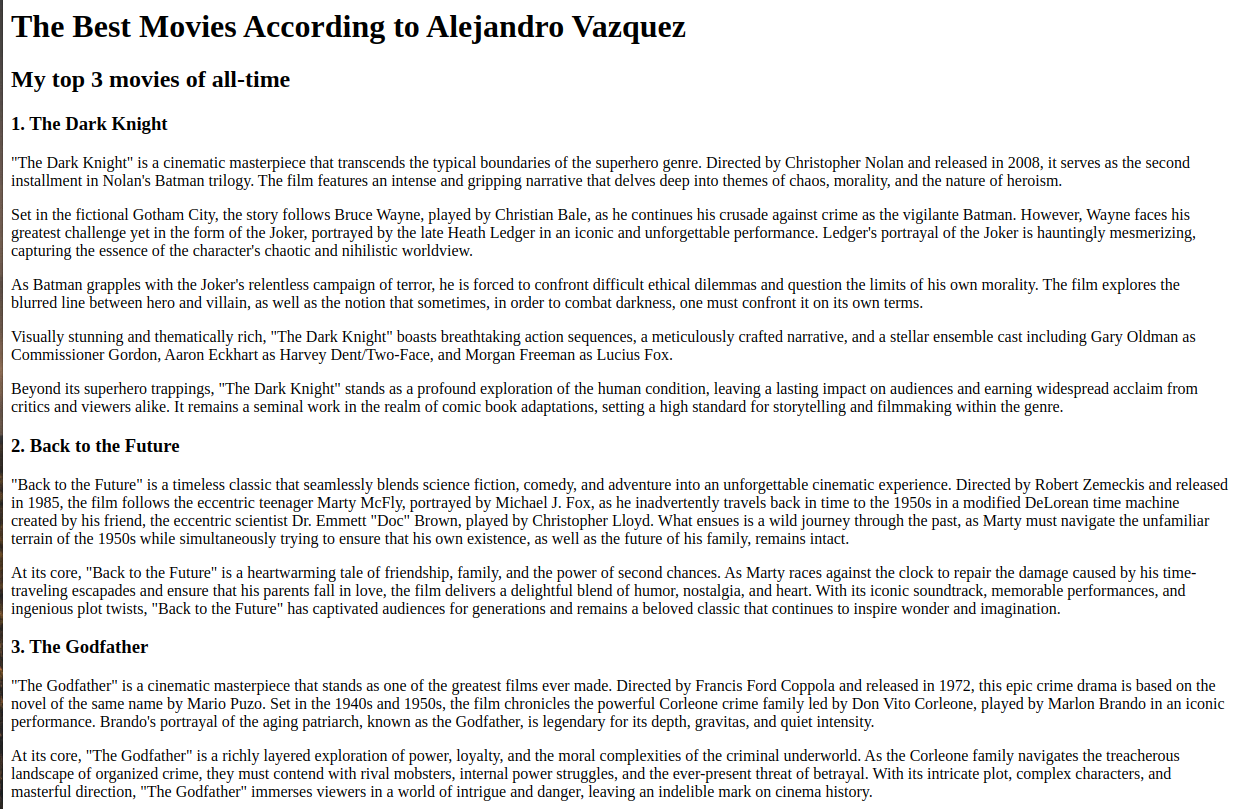 The Best Movies According to Alejandro Vazquez
My top 3 movies of all-time
1. The Dark Knight
"The Dark Knight" is a cinematic masterpiece that transcends the typical boundaries of the superhero genre. Directed by Christopher Nolan and released in 2008, it serves as the second
installment in Nolan's Batman trilogy. The film features an intense and gripping narrative that delves deep into themes of chaos, morality, and the nature of heroism.
Set in the fictional Gotham City, the story follows Bruce Wayne, played by Christian Bale, as he continues his crusade against crime as the vigilante Batman. However, Wayne faces his
greatest challenge yet in the form of the Joker, portrayed by the late Heath Ledger in an iconic and unforgettable performance. Ledger's portrayal of the Joker is hauntingly mesmerizing,
capturing the essence of the character's chaotic and nihilistic worldview.
As Batman grapples with the Joker's relentless campaign of terror, he is forced to confront difficult ethical dilemmas and question the limits of his own morality. The film explores the
blurred line between hero and villain, as well as the notion that sometimes, in order to combat darkness, one must confront it on its own terms.
Visually stunning and thematically rich, "The Dark Knight" boasts breathtaking action sequences, a meticulously crafted narrative, and a stellar ensemble cast including Gary Oldman as
Commissioner Gordon, Aaron Eckhart as Harvey Dent/Two-Face, and Morgan Freeman as Lucius Fox.
Beyond its superhero trappings, "The Dark Knight" stands as a profound exploration of the human condition, leaving a lasting impact on audiences and earning widespread acclaim from
critics and viewers alike. It remains a seminal work in the realm of comic book adaptations, setting a high standard for storytelling and filmmaking within the genre.
2. Back to the Future
"Back to the Future" is a timeless classic that seamlessly blends science fiction, comedy, and adventure into an unforgettable cinematic experience. Directed by Robert Zemeckis and released
in 1985, the film follows the eccentric teenager Marty McFly, portrayed by Michael J. Fox, as he inadvertently travels back in time to the 1950s in a modified DeLorean time machine
created by his friend, the eccentric scientist Dr. Emmett "Doc" Brown, played by Christopher Lloyd. What ensues is a wild journey through the past, as Marty must navigate the unfamiliar
terrain of the 1950s while simultaneously trying to ensure that his own existence, as well as the future of his family, remains intact.
At its core, "Back to the Future" is a heartwarming tale of friendship, family, and the power of second chances. As Marty races against the clock to repair the damage caused by his time-
traveling escapades and ensure that his parents fall in love, the film delivers a delightful blend of humor, nostalgia, and heart. With its iconic soundtrack, memorable performances, and
ingenious plot twists, "Back to the Future" has captivated audiences for generations and remains a beloved classic that continues to inspire wonder and imagination.
3. The Godfather
"The Godfather" is a cinematic masterpiece that stands as one of the greatest films ever made. Directed by Francis Ford Coppola and released in 1972, this epic crime drama is based on the
novel of the same name by Mario Puzo. Set in the 1940s and 1950s, the film chronicles the powerful Corleone crime family led by Don Vito Corleone, played by Marlon Brando in an iconic
performance. Brando's portrayal of the aging patriarch, known as the Godfather, is legendary for its depth, gravitas, and quiet intensity.
At its core, "The Godfather" is a richly layered exploration of power, loyalty, and the moral complexities of the criminal underworld. As the Corleone family navigates the treacherous
landscape of organized crime, they must contend with rival mobsters, internal power struggles, and the ever-present threat of betrayal. With its intricate plot, complex characters, and
masterful direction, "The Godfather" immerses viewers in a world of intrigue and danger, leaving an indelible mark on cinema history.